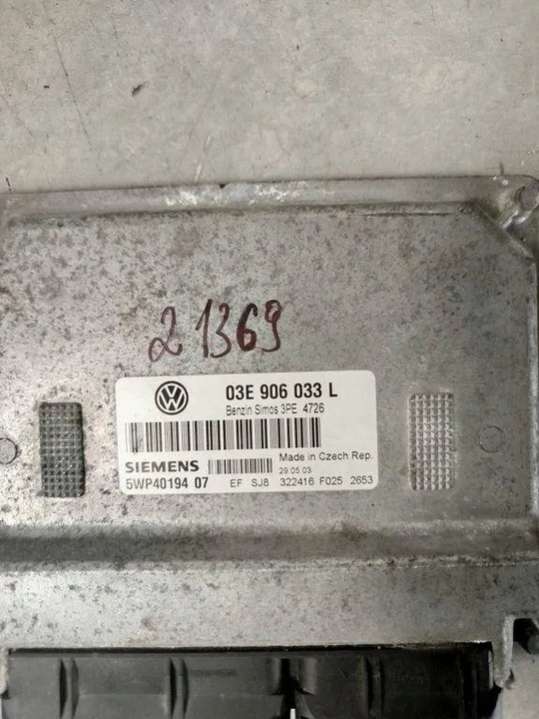 21369
03E 906 033 L
Benzin Simos 3PE 4726
SIEMENS
Made in Czech Rep.
29.05.03
5WP40194 07 EF SJ8 322416 F025 2653